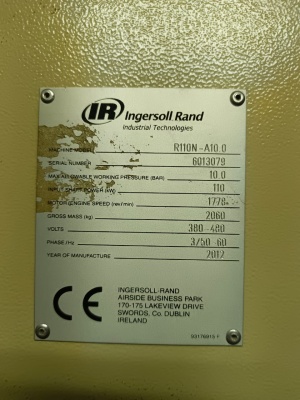 IR Ingersoll Rand
Industrial Technologies
MACHINE MODEL R110N-A10.0
SERIAL NUMBER 6013079
MAX ALLOWABLE WORKING PRESSURE (BAR) 10.0
INPUT SHAFT POWER (kW) 110
MOTOR/ENGINE SPEED (rev/min) 1778
GROSS MASS (kg) 2060
VOLTS 380-480
PHASE / Hz 3/50-60
YEAR OF MANUFACTURE 2012
CE
INGERSOLL-RAND
AIRSIDE BUSINESS PARK
170-175 LAKEVIEW DRIVE
SWORDS, Co. DUBLIN
IRELAND